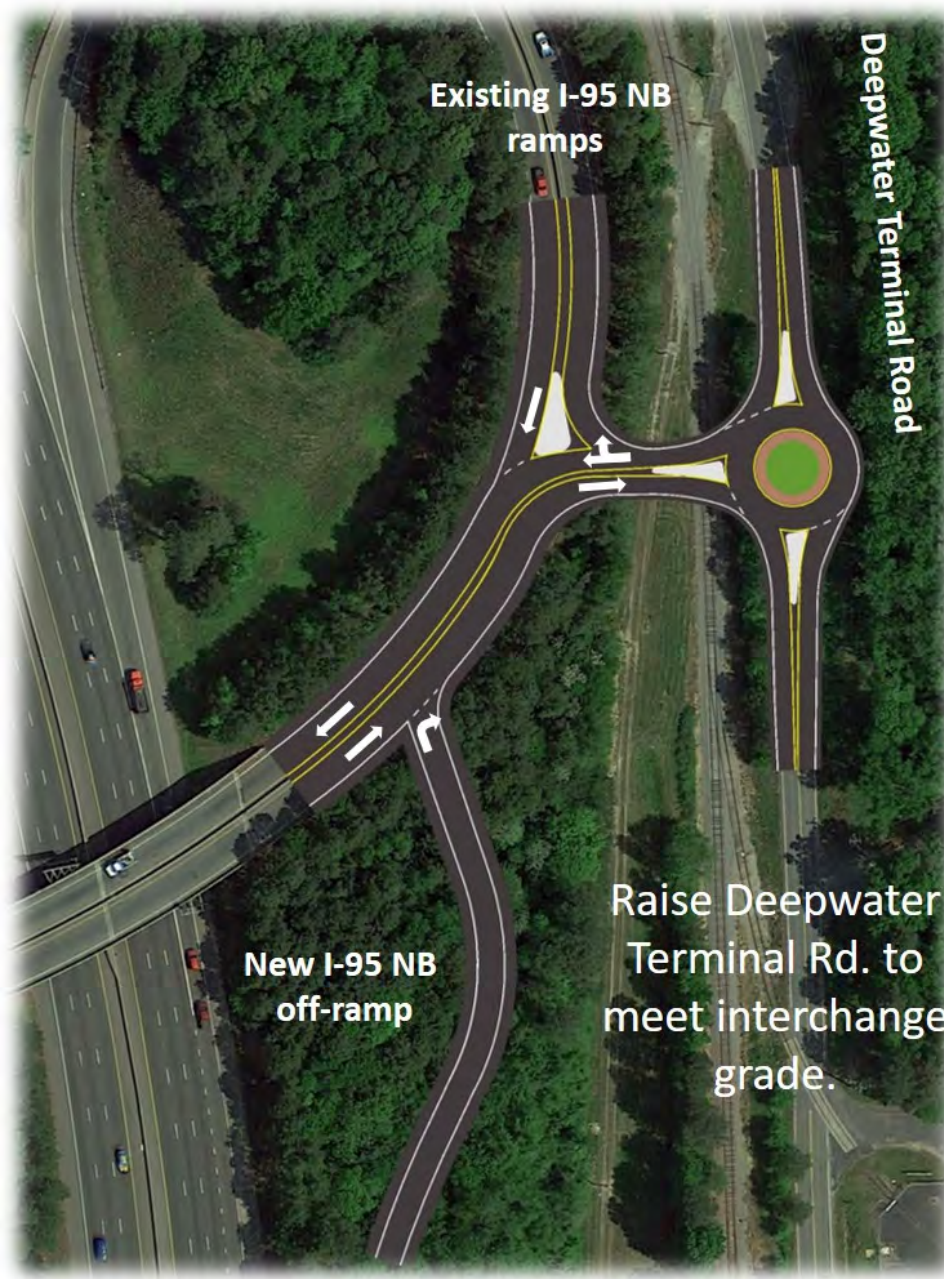 Existing I-95 NB
ramps
Deepwater Terminal Road
Raise Deepwater
Terminal Rd. to
meet interchange
grade.
New I-95 NB
off-ramp